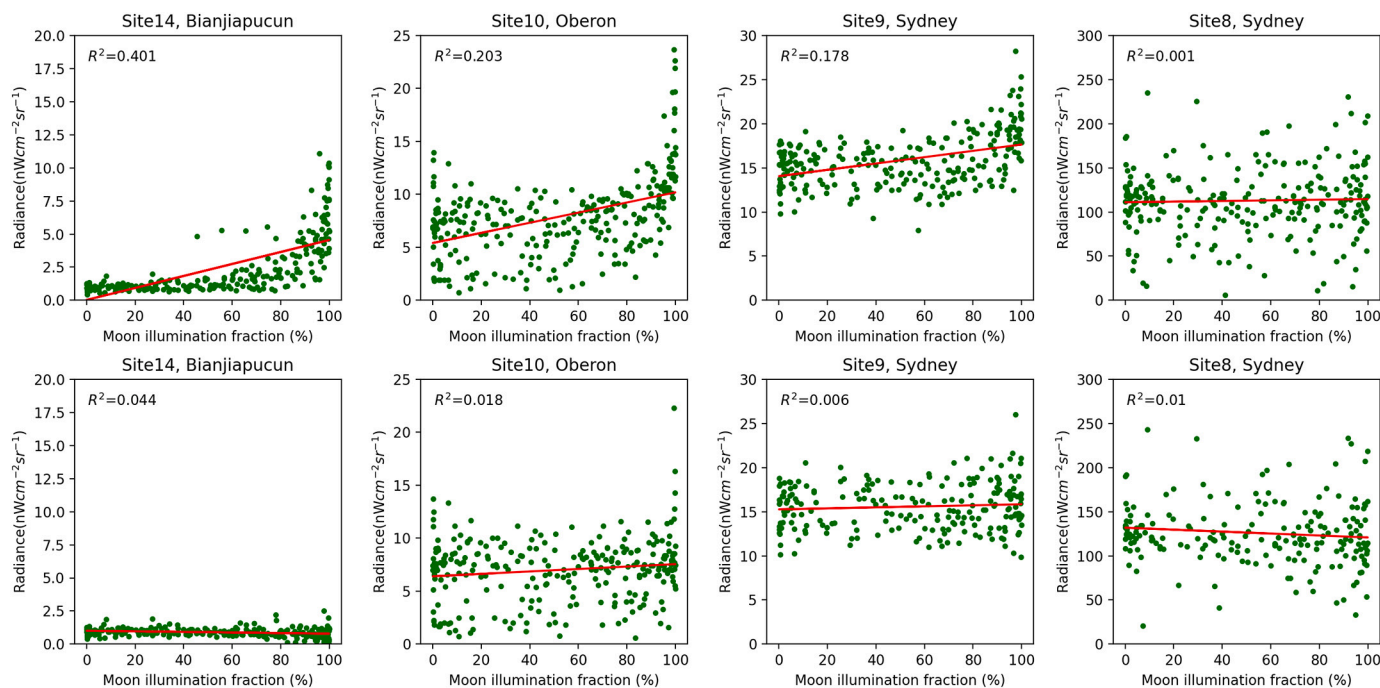 Site14, Bianjiapucun
R²=0.401
Radiance(nWcm⁻²sr⁻¹)
20.0
17.5
15.0
12.5
10.0
7.5
5.0
2.5
0.0
0 20 40 60 80 100
Moon illumination fraction (%)
Site10, Oberon
R²=0.203
Radiance(nWcm⁻²sr⁻¹)
25
20
15
10
5
0
0 20 40 60 80 100
Moon illumination fraction (%)
Site9, Sydney
R²=0.178
Radiance(nWcm⁻²sr⁻¹)
30
25
20
15
10
5
0
0 20 40 60 80 100
Moon illumination fraction (%)
Site8, Sydney
R²=0.001
Radiance(nWcm⁻²sr⁻¹)
300
250
200
150
100
50
0
0 20 40 60 80 100
Moon illumination fraction (%)
Site14, Bianjiapucun
R²=0.044
Radiance(nWcm⁻²sr⁻¹)
20.0
17.5
15.0
12.5
10.0
7.5
5.0
2.5
0.0
0 20 40 60 80 100
Moon illumination fraction (%)
Site10, Oberon
R²=0.018
Radiance(nWcm⁻²sr⁻¹)
25
20
15
10
5
0
0 20 40 60 80 100
Moon illumination fraction (%)
Site9, Sydney
R²=0.006
Radiance(nWcm⁻²sr⁻¹)
30
25
20
15
10
5
0
0 20 40 60 80 100
Moon illumination fraction (%)
Site8, Sydney
R²=0.01
Radiance(nWcm⁻²sr⁻¹)
300
250
200
150
100
50
0
0 20 40 60 80 100
Moon illumination fraction (%)